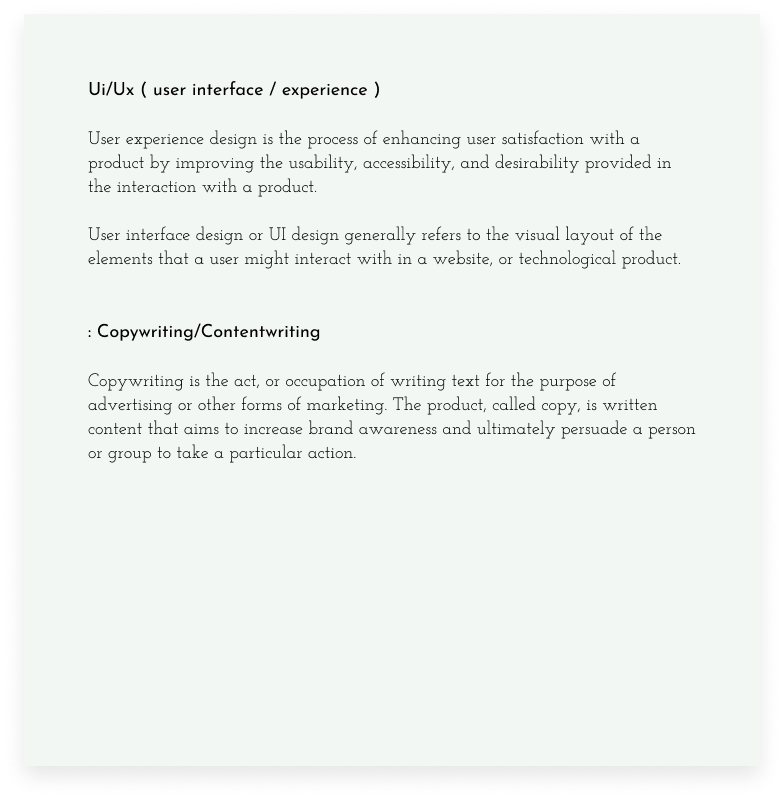 Ui/Ux ( user interface / experience )
User experience design is the process of enhancing user satisfaction with a
product by improving the usability, accessibility, and desirability provided in
the interaction with a product.
User interface design or UI design generally refers to the visual layout of the
elements that a user might interact with in a website, or technological product.
: Copywriting/Contentwriting
Copywriting is the act, or occupation of writing text for the purpose of
advertising or other forms of marketing. The product, called copy, is written
content that aims to increase brand awareness and ultimately persuade a person
or group to take a particular action.